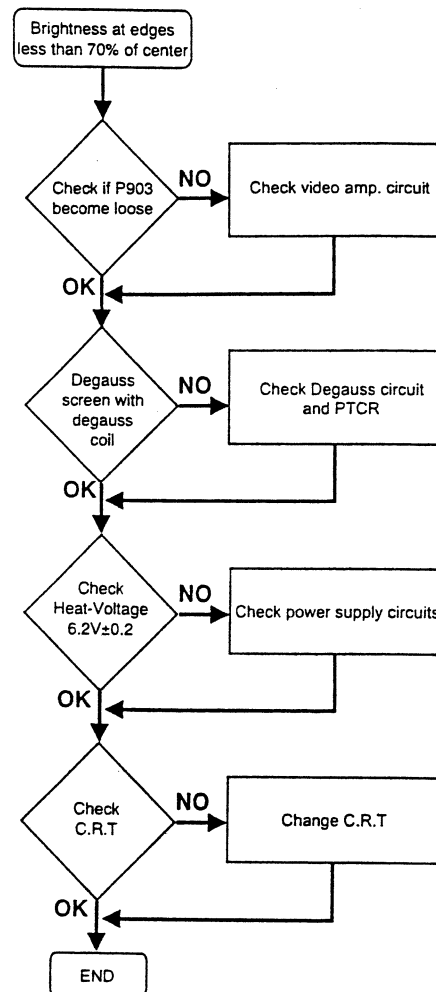 Brightness at edges
less than 70% of center
Check if P903
become loose
NO
Check video amp. circuit
OK
Degauss
screen with
degauss
coil
NO
Check Degauss circuit
and PTCR
OK
Check
Heat-Voltage
6.2V±0.2
NO
Check power supply circuits
OK
Check
C.R.T
NO
Change C.R.T
OK
END